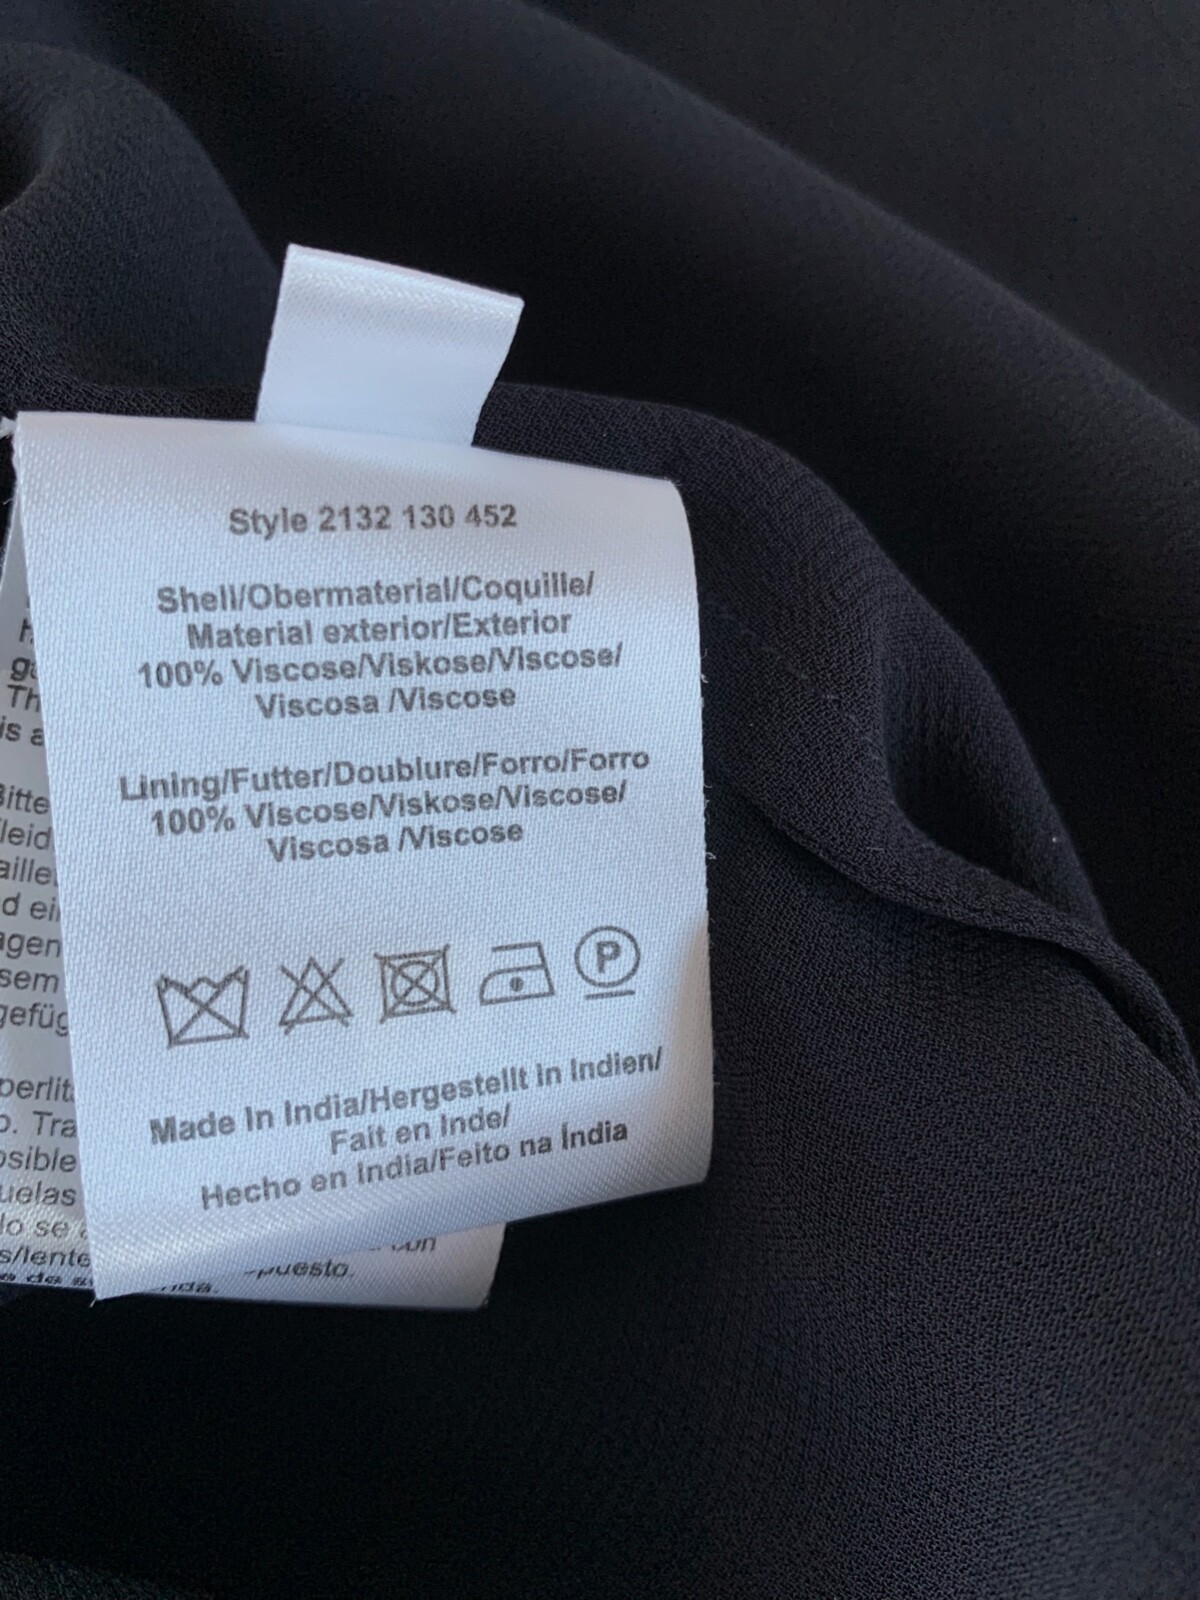 Style 2132 130 452
Shell/Obermaterial/Coquille/
Material exterior/Exterior
100% Viscose/Viskose/Viscose/
Viscosa /Viscose
Lining/Futter/Doublure/Forro/Forro
100% Viscose/Viskose/Viscose/
Viscosa /Viscose
P
Made In India/Hergestellt in Indien/
Fait en Inde/
Hecho en India/Feito na Índia